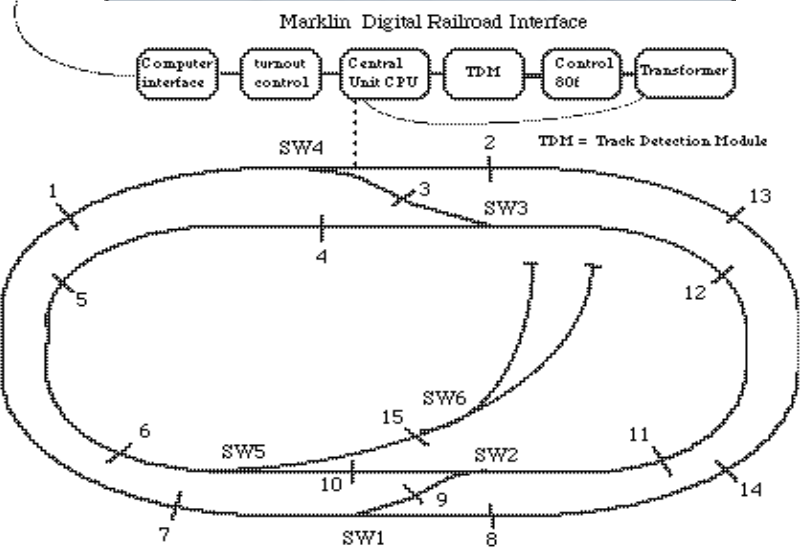 Marklin Digital Railroad Interface
Computer
interface
turnout
control
Central
Unit CPU
TDM
Control
80f
Transformer
TDM = Track Detection Module
SW4
2
1
3
13
SW3
4
5
12
SW6
15
6
SW5
11
SW2
10
9
14
7
8
SW1